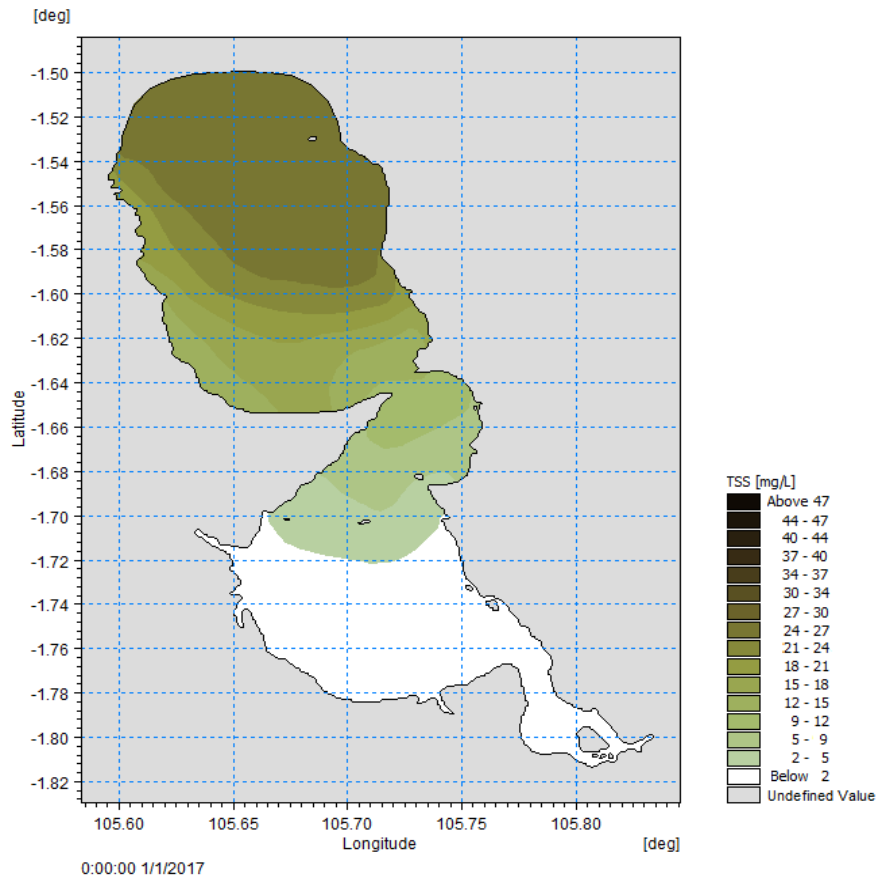 [deg]
-1.50
-1.52
-1.54
-1.56
-1.58
-1.60
-1.62
-1.64
-1.66
-1.68
-1.70
-1.72
-1.74
-1.76
-1.78
-1.80
-1.82
Latitude
105.60 105.65 105.70 105.75 105.80
Longitude [deg]
0:00:00 1/1/2017
TSS [mg/L]
Above 47
44 - 47
40 - 44
37 - 40
34 - 37
30 - 34
27 - 30
24 - 27
21 - 24
18 - 21
15 - 18
12 - 15
9 - 12
5 - 9
2 - 5
Below 2
Undefined Value